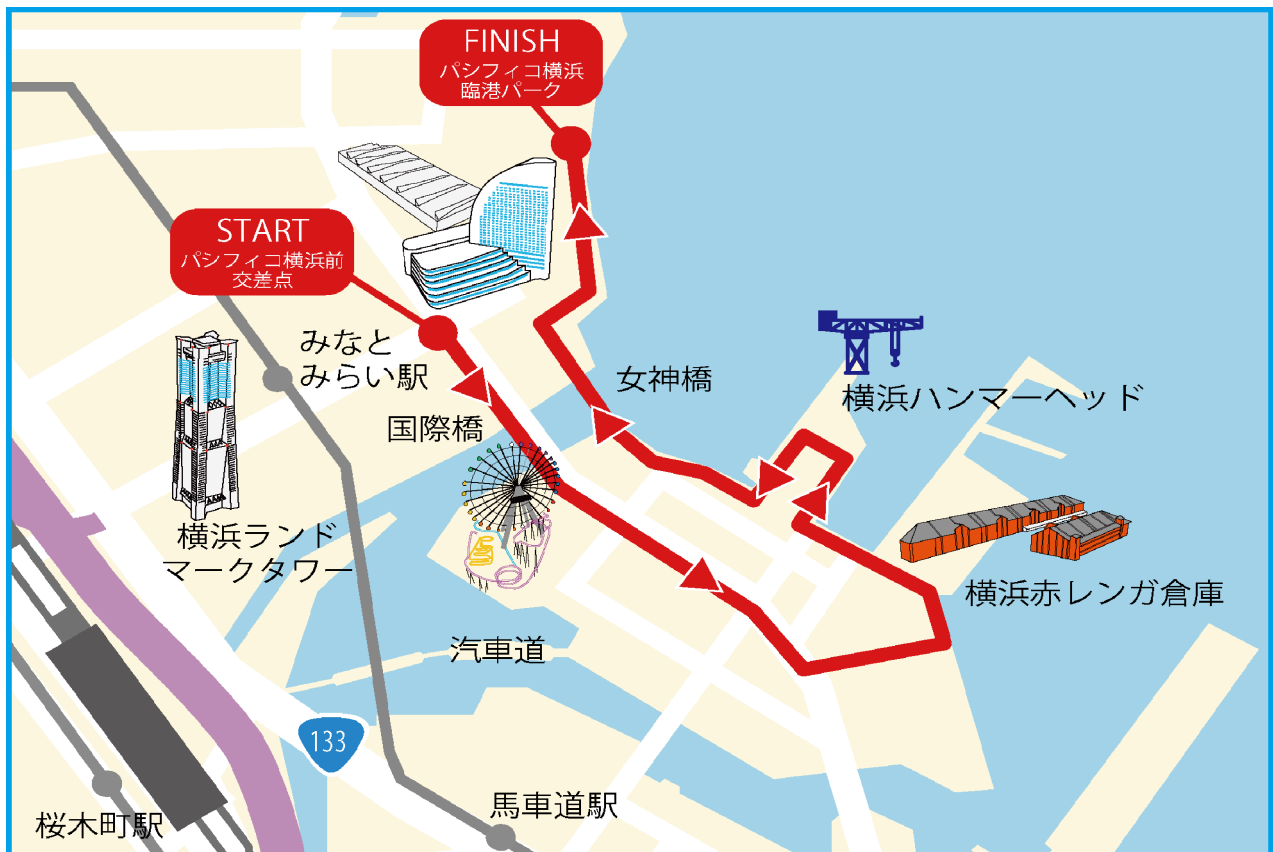 FINISH
パシフィコ横浜
臨港パーク
START
パシフィコ横浜前
交差点
みなと
みらい駅
国際橋
女神橋
横浜ハンマーヘッド
横浜ランド
マークタワー
横浜赤レンガ倉庫
汽車道
133
馬車道駅
桜木町駅